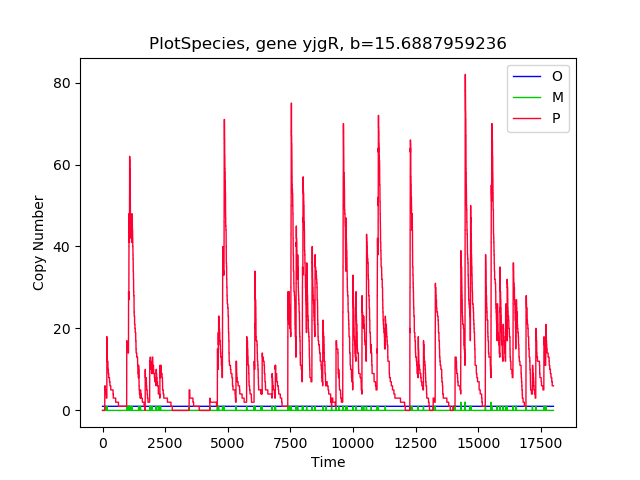 PlotSpecies, gene yjgR, b=15.6887959236
O
M
P
80
60
40
20
0
Copy Number
0 2500 5000 7500 10000 12500 15000 17500
Time